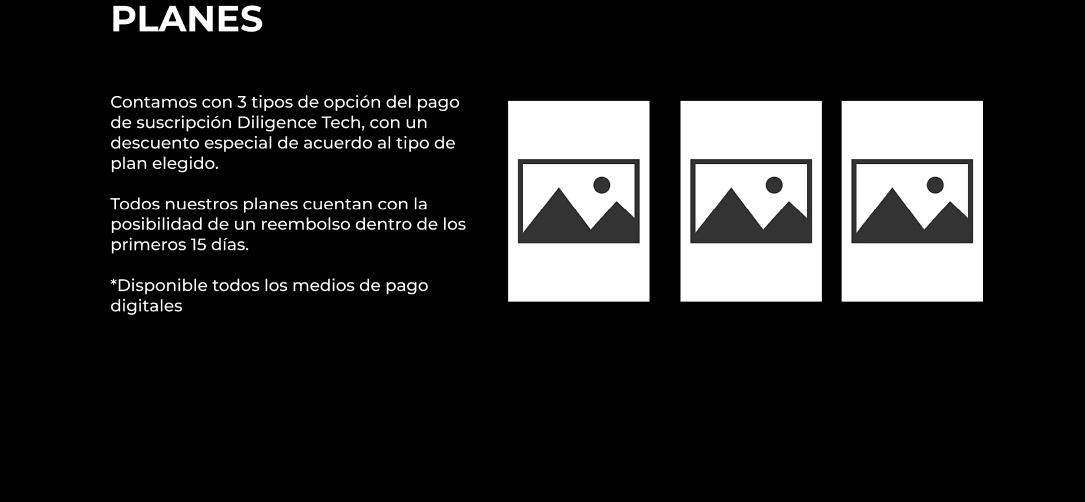 PLANES
Contamos con 3 tipos de opción del pago
de suscripción Diligence Tech, con un
descuento especial de acuerdo al tipo de
plan elegido.
Todos nuestros planes cuentan con la
posibilidad de un reembolso dentro de los
primeros 15 días.
*Disponible todos los medios de pago
digitales